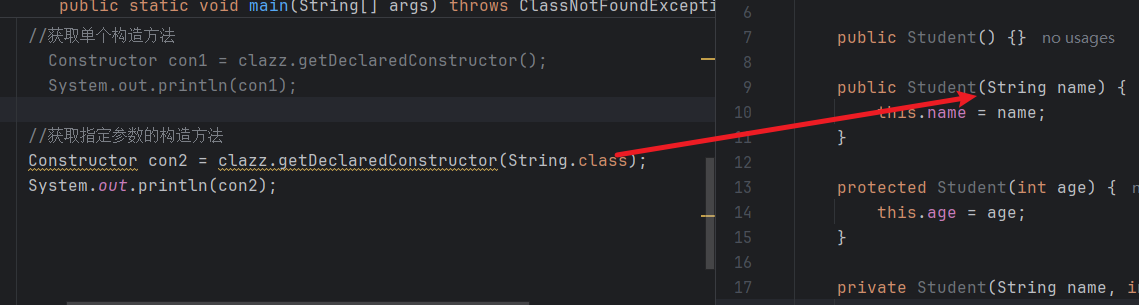 public static void main(String[] args) throws ClassNotFoundExcepti
//获取单个构造方法
Constructor con1 = clazz.getDeclaredConstructor();
System.out.println(con1);
//获取指定参数的构造方法
Constructor con2 = clazz.getDeclaredConstructor(String.class);
System.out.println(con2);
6
7 public Student() {} no usages
8
9 public Student(String name) {
10 this.name = name;
11 }
12
13 protected Student(int age) { n
14 this.age = age;
15 }
16
17 private Student(String name, in